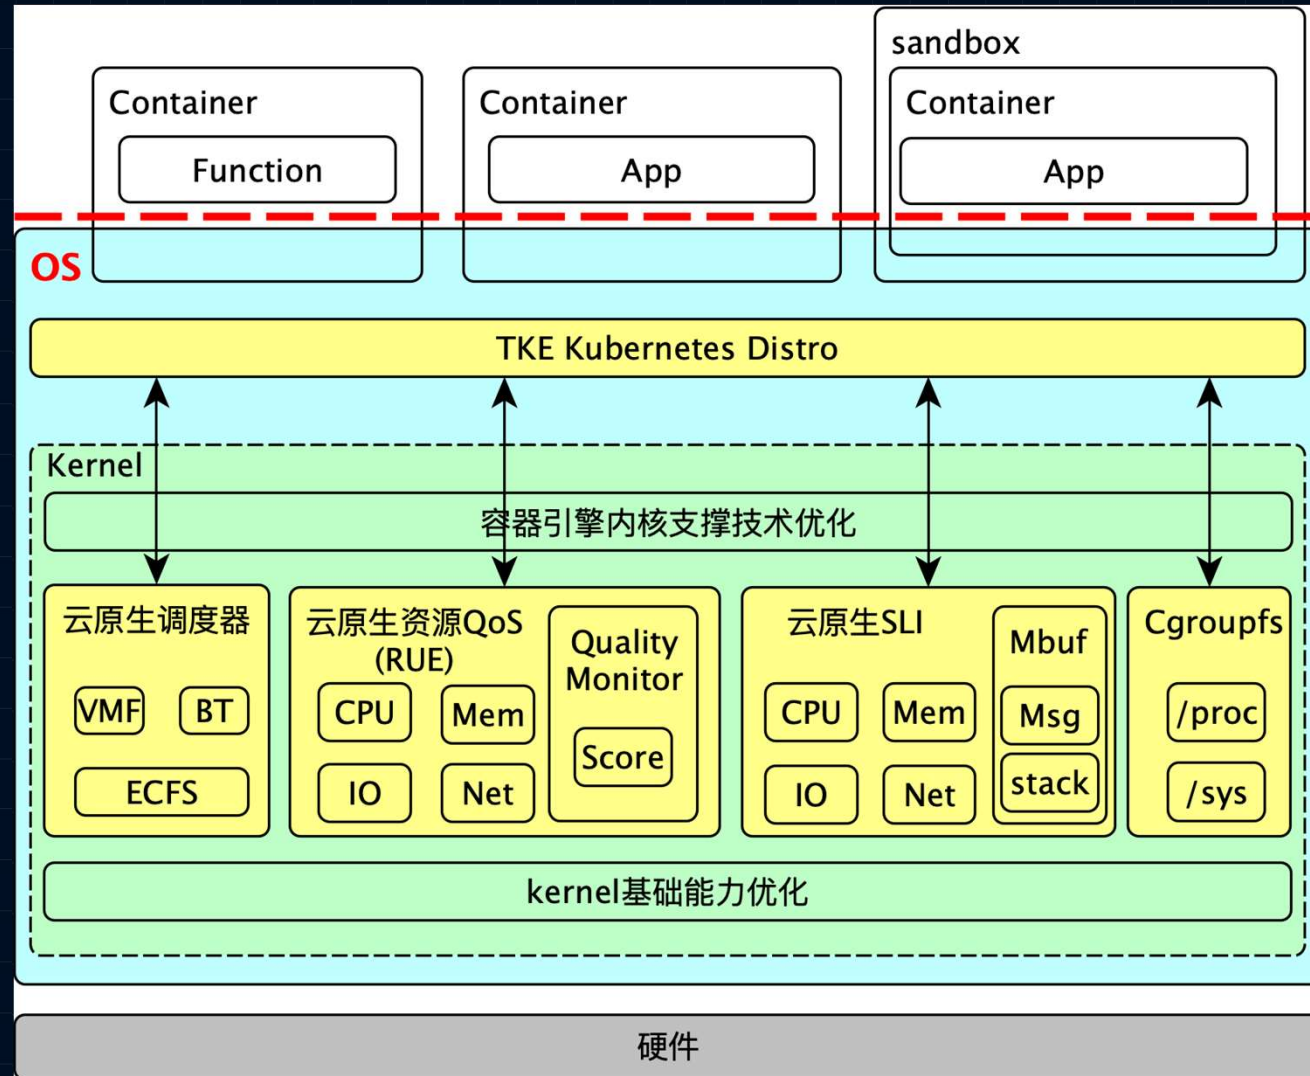 sandbox
Container
Container
Container
Function
App
App
OS
TKE Kubernetes Distro
Kernel
容器引擎内核支撑技术优化
云原生调度器
VMF
BT
ECFS
云原生资源QoS
(RUE)
CPU
Mem
IO
Net
Quality
Monitor
Score
云原生SLI
CPU
Mem
IO
Net
Mbuf
Msg
stack
Cgroupfs
/proc
/sys
kernel基础能力优化
硬件